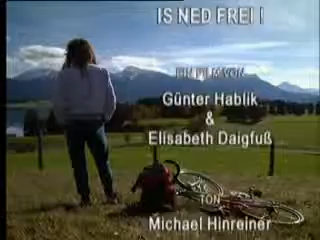 IS NED FREI !
EIN FILM VON
Günter Hablik
&
Elisabeth Daigfuß
TON
Michael Hinreiner